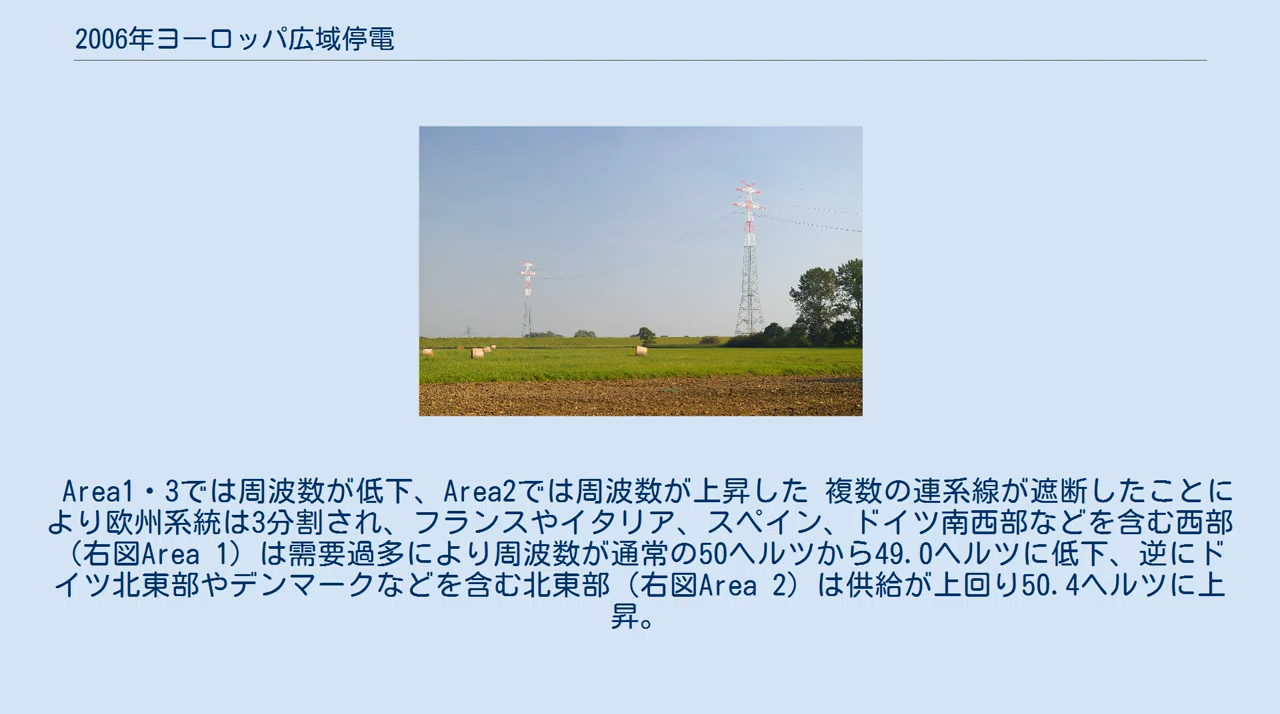 2006年ヨーロッパ広域停電
Area1・3では周波数が低下、Area2では周波数が上昇した 複数の連系線が遮断したことに
より欧州系統は3分割され、フランスやイタリア、スペイン、ドイツ南西部などを含む西部
（右図Area 1）は需要過多により周波数が通常の50ヘルツから49.0ヘルツに低下、逆にド
イツ北東部やデンマークなどを含む北東部（右図Area 2）は供給が上回り50.4ヘルツに上
昇。